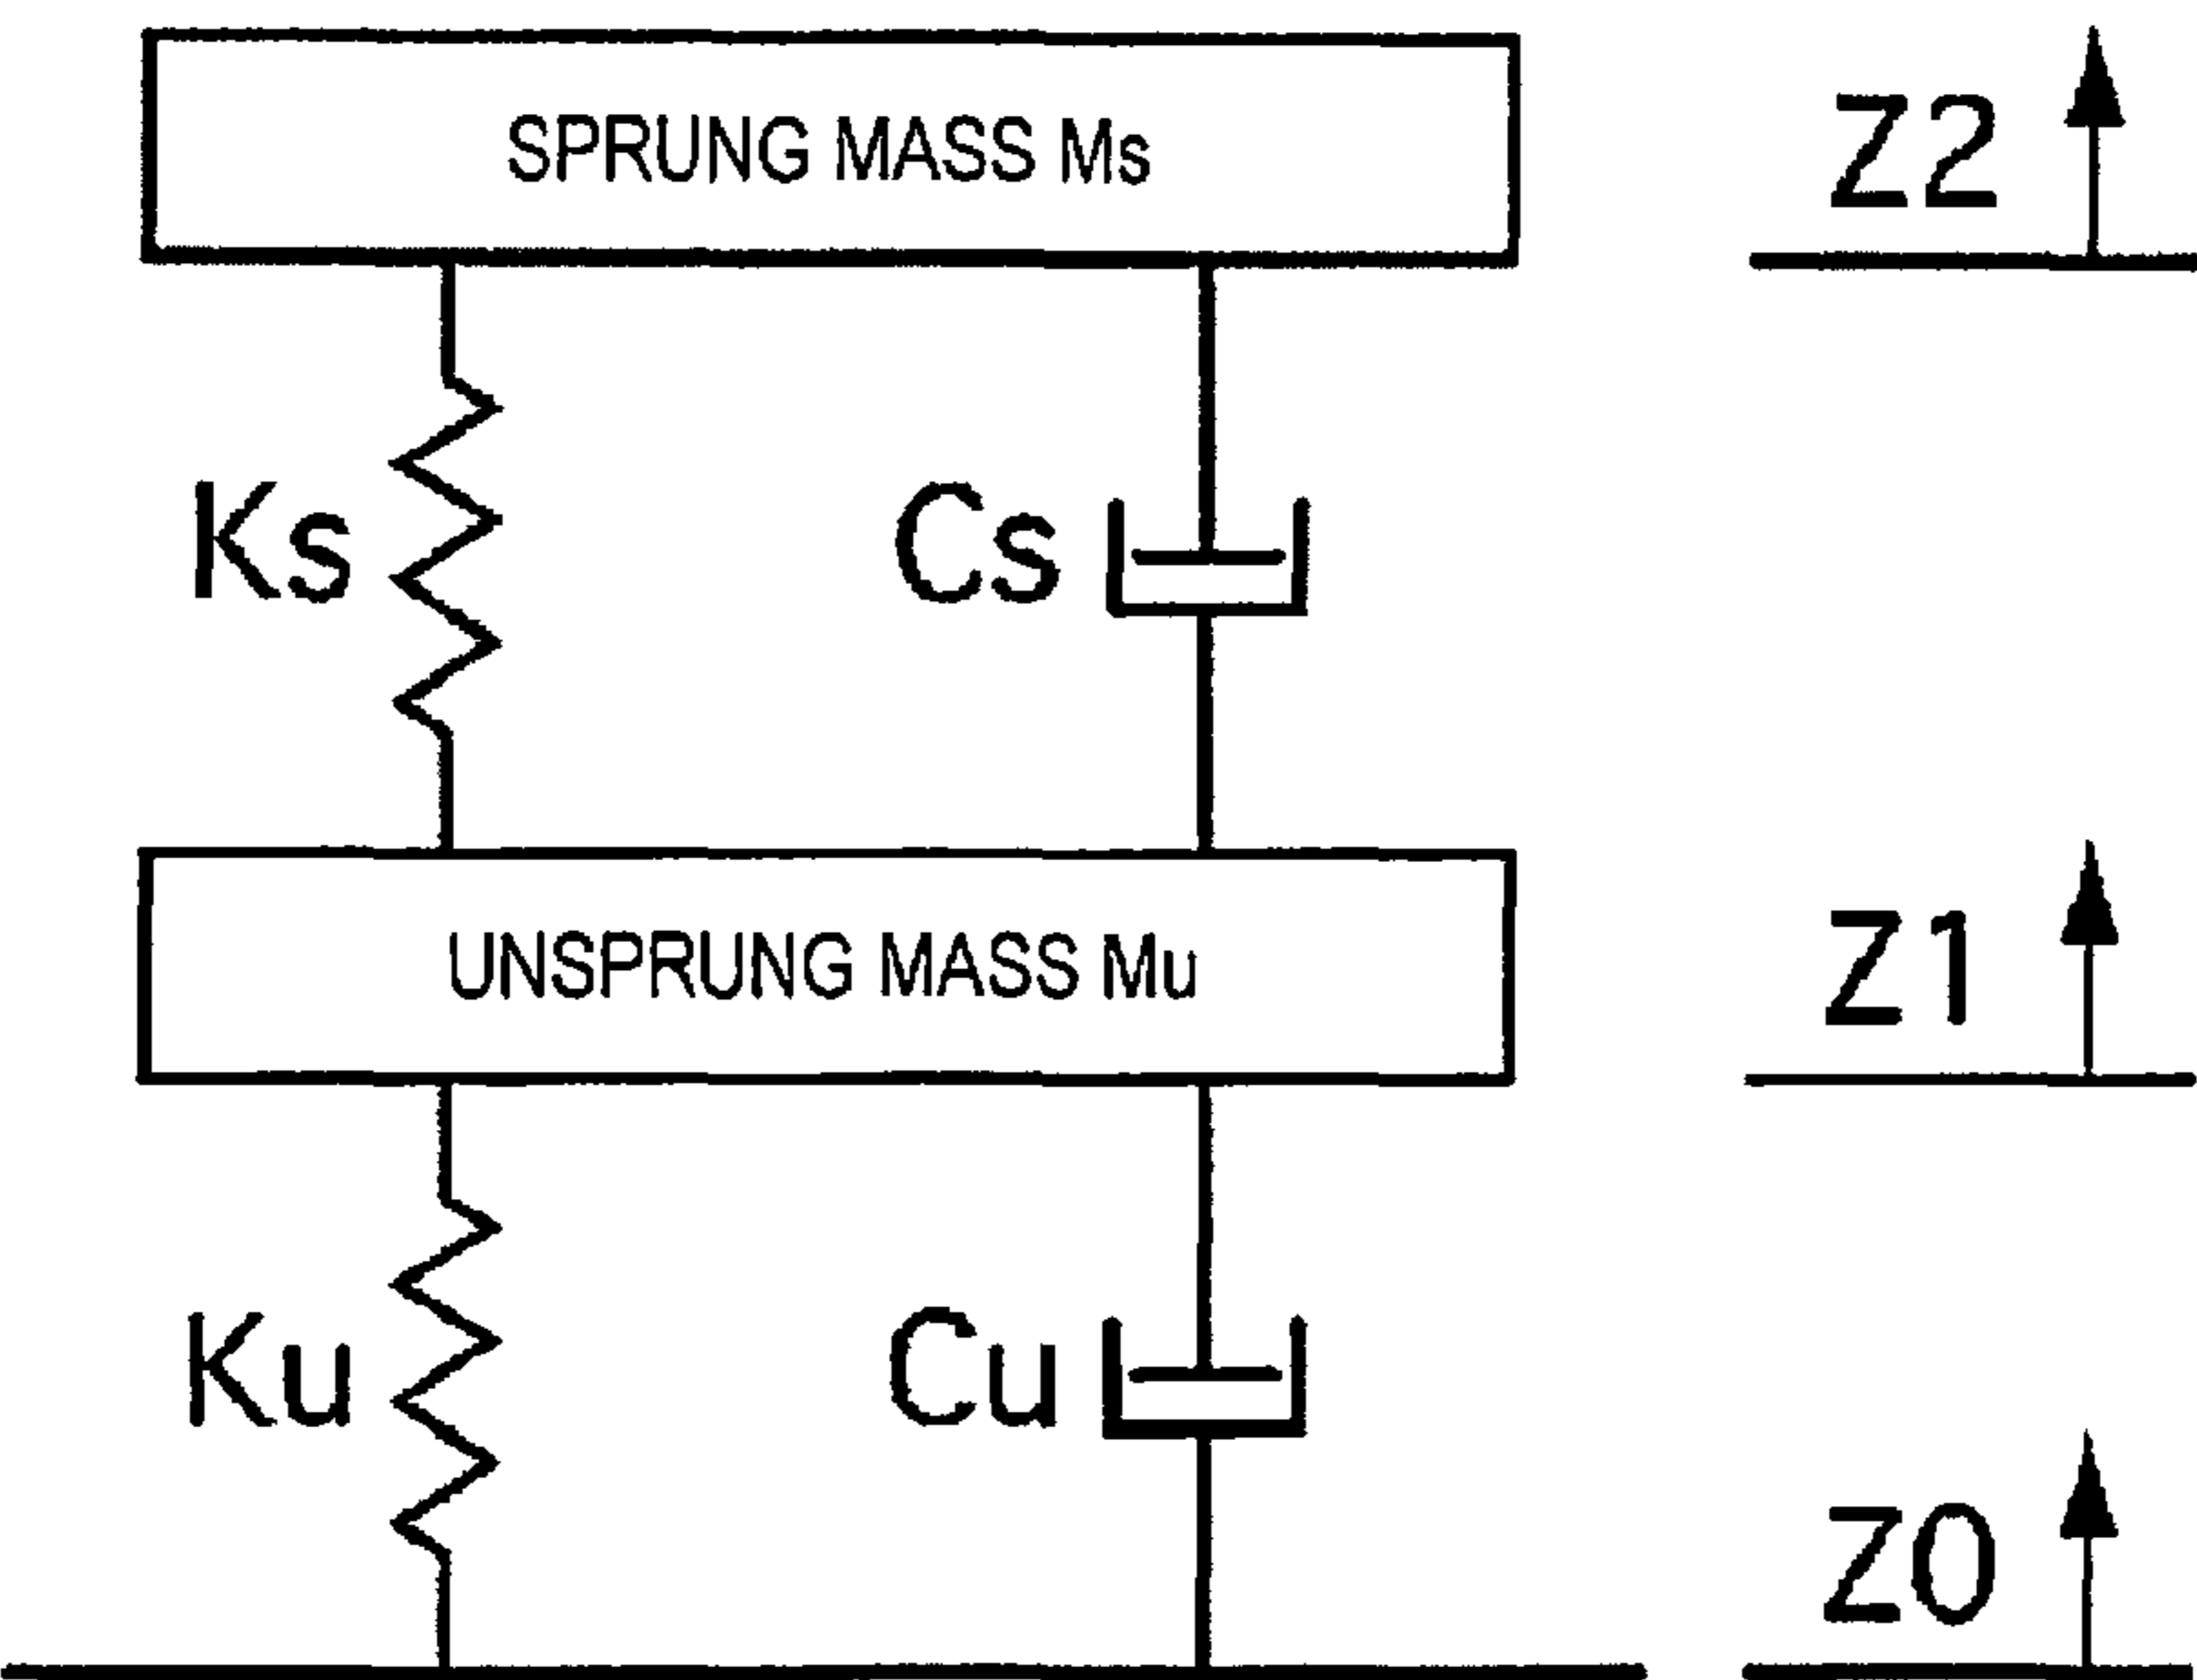 SPRUNG MASS Ms
Z2
Ks
Cs
UNSPRUNG MASS Mu
Z1
Ku
Cu
Z0